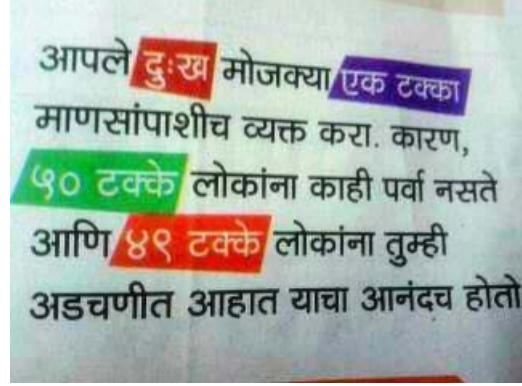 आपले दुःख मोजक्या एक टक्का
माणसांपाशीच व्यक्त करा. कारण,
५० टक्के लोकांना काही पर्वा नसते
आणि ४९ टक्के लोकांना तुम्ही
अडचणीत आहात याचा आनंदच होतो